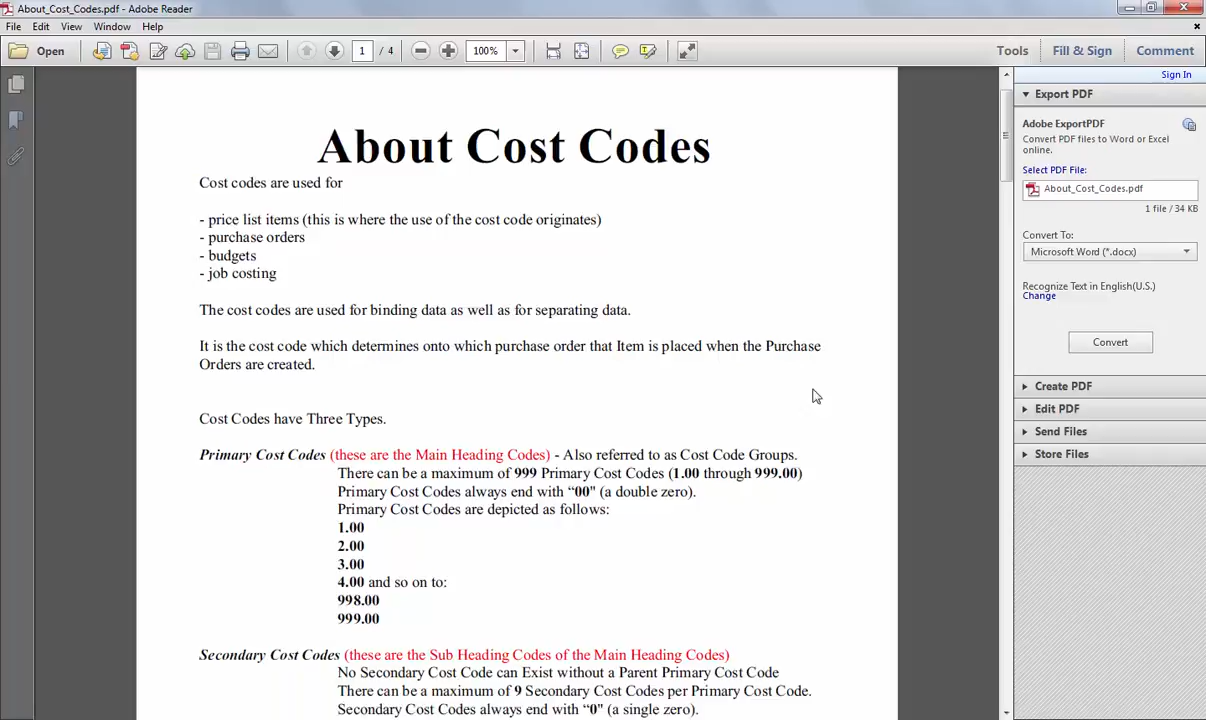 About_Cost_Codes.pdf - Adobe Reader
File Edit View Window Help
Open 1 / 4 100% Tools Fill & Sign Comment
Sign In
Export PDF
Adobe ExportPDF
Convert PDF files to Word or Excel
online.
Select PDF File:
About_Cost_Codes.pdf
1 file / 34 KB
Convert To:
Microsoft Word (*.docx)
Recognize Text in English(U.S.)
Change
Convert
Create PDF
Edit PDF
Send Files
Store Files
About Cost Codes
Cost codes are used for
- price list items (this is where the use of the cost code originates)
- purchase orders
- budgets
- job costing
The cost codes are used for binding data as well as for separating data.
It is the cost code which determines onto which purchase order that Item is placed when the Purchase
Orders are created.
Cost Codes have Three Types.
Primary Cost Codes (these are the Main Heading Codes) - Also referred to as Cost Code Groups.
There can be a maximum of 999 Primary Cost Codes (1.00 through 999.00)
Primary Cost Codes always end with “00" (a double zero).
Primary Cost Codes are depicted as follows:
1.00
2.00
3.00
4.00 and so on to:
998.00
999.00
Secondary Cost Codes (these are the Sub Heading Codes of the Main Heading Codes)
No Secondary Cost Code can Exist without a Parent Primary Cost Code
There can be a maximum of 9 Secondary Cost Codes per Primary Cost Code.
Secondary Cost Codes always end with “0" (a single zero).